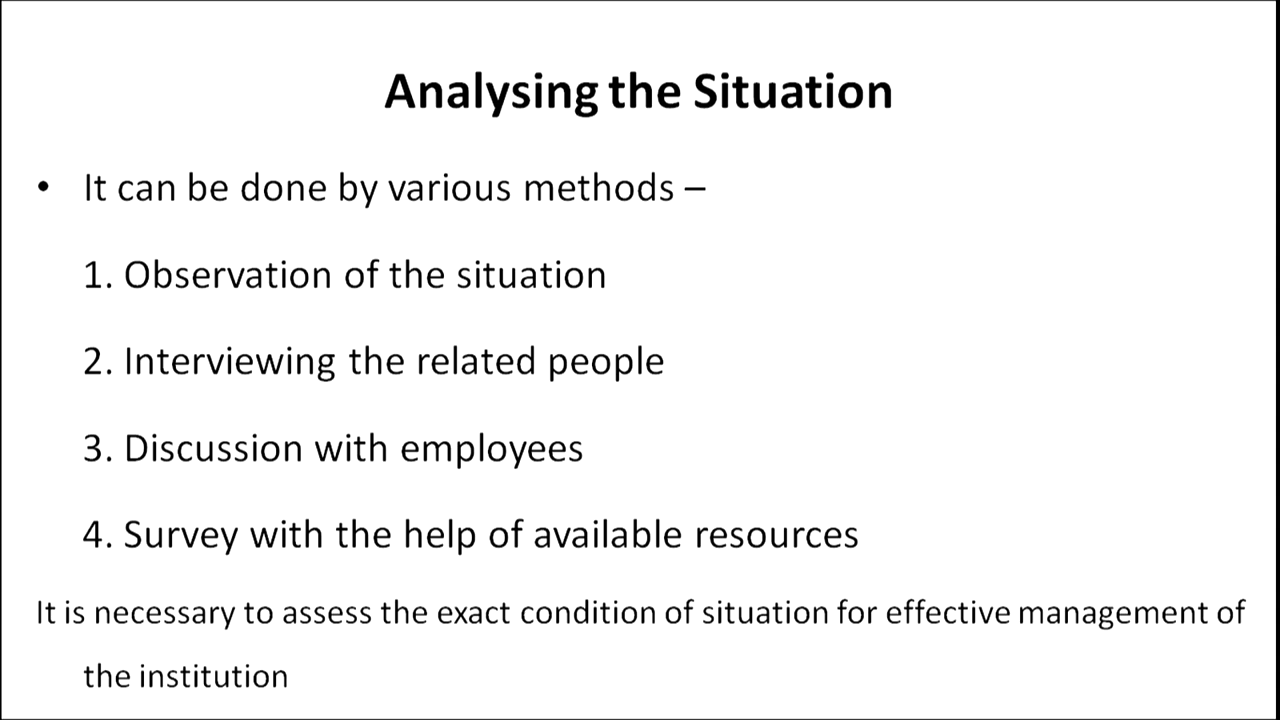 Analysing the Situation
• It can be done by various methods –
1. Observation of the situation
2. Interviewing the related people
3. Discussion with employees
4. Survey with the help of available resources
It is necessary to assess the exact condition of situation for effective management of
the institution